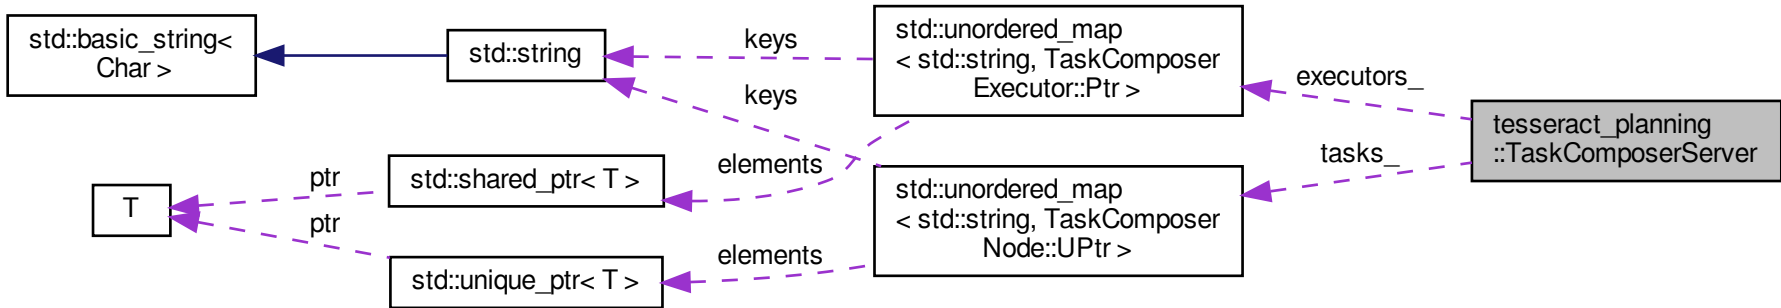 std::basic_string<
Char >
std::string
keys
keys
std::unordered_map
< std::string, TaskComposer
Executor::Ptr >
executors_
tesseract_planning
::TaskComposerServer
tasks_
std::shared_ptr< T >
elements
ptr
T
ptr
std::unordered_map
< std::string, TaskComposer
Node::UPtr >
std::unique_ptr< T >
elements